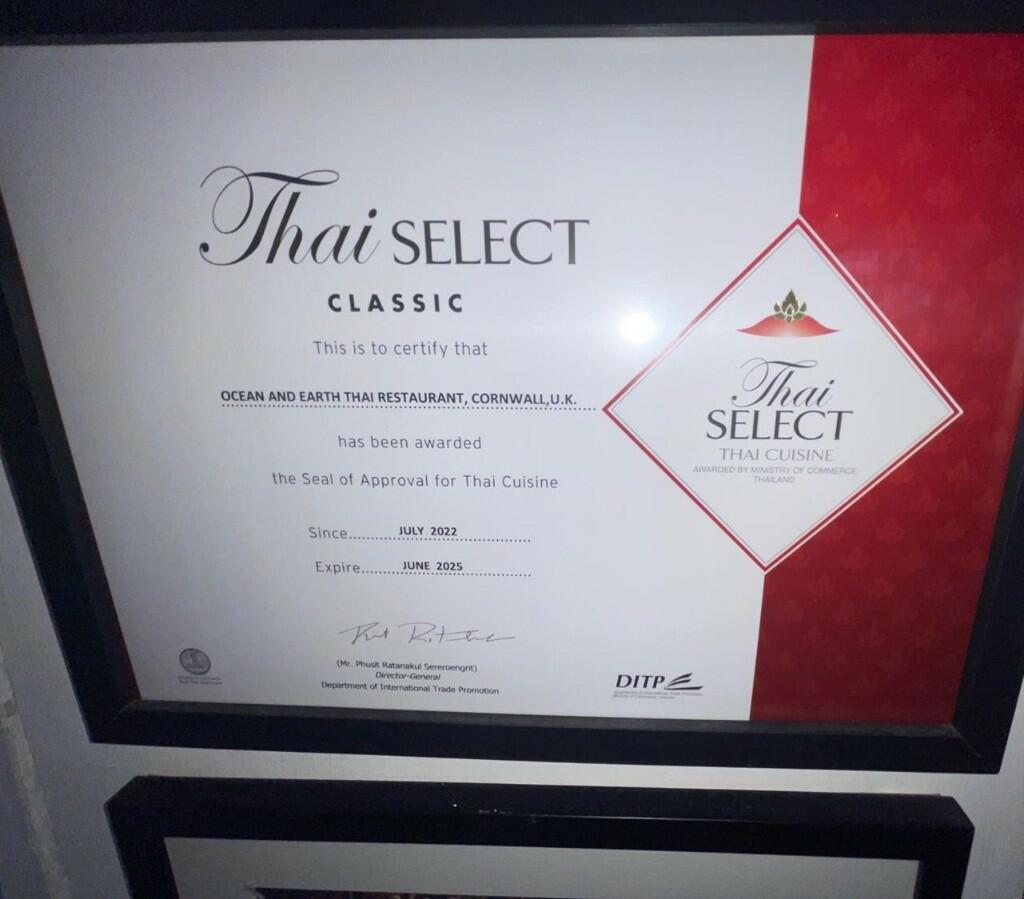 Thai SELECT
CLASSIC
This is to certify that
OCEAN AND EARTH THAI RESTAURANT, CORNWALL,U.K.
has been awarded
the Seal of Approval for Thai Cuisine
Since JULY 2022
Expire JUNE 2025
(Mr. Phusit Ratanakul Sereroengrit)
Director-General
Department of International Trade Promotion
DITP
Thai
SELECT
THAI CUISINE
AWARDED BY MINISTRY OF COMMERCE
THAILAND